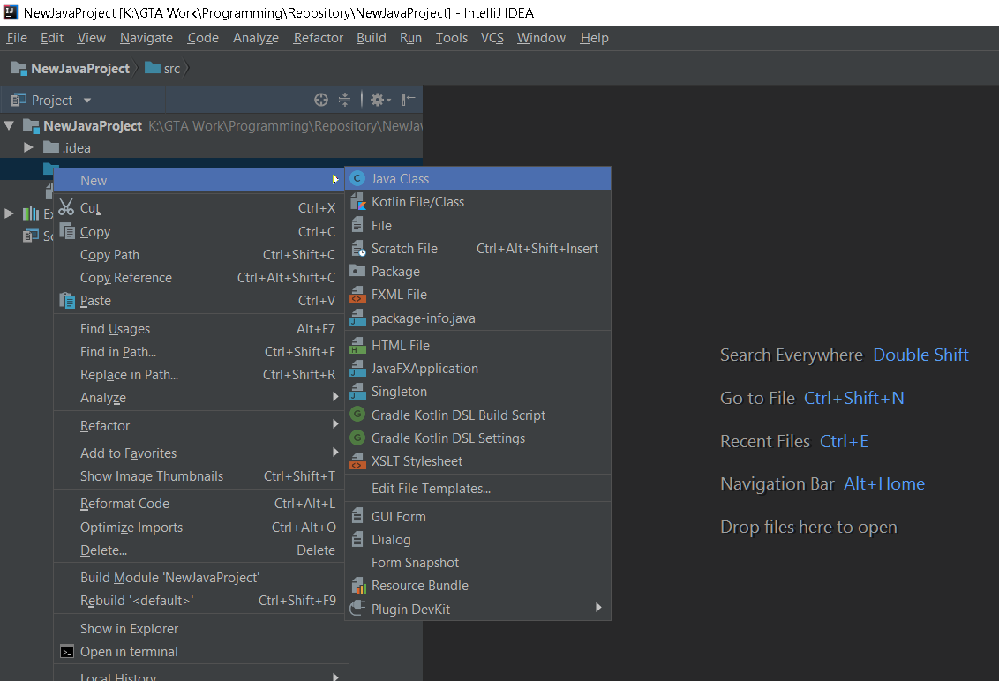 NewJavaProject [K:\GTA Work\Programming\Repository\NewJavaProject] - IntelliJ IDEA
File Edit View Navigate Code Analyze Refactor Build Run Tools VCS Window Help
NewJavaProject src
Project
NewJavaProject K:\GTA Work\Programming\Repository\NewJav
.idea
New
Cut Ctrl+X
Copy Ctrl+C
Copy Path Ctrl+Shift+C
Copy Reference Ctrl+Alt+Shift+C
Paste Ctrl+V
Find Usages Alt+F7
Find in Path... Ctrl+Shift+F
Replace in Path... Ctrl+Shift+R
Analyze
Refactor
Add to Favorites
Show Image Thumbnails Ctrl+Shift+T
Reformat Code Ctrl+Alt+L
Optimize Imports Ctrl+Alt+O
Delete... Delete
Build Module 'NewJavaProject'
Rebuild '<default>' Ctrl+Shift+F9
Show in Explorer
Open in terminal
Local History
Java Class
Kotlin File/Class
File
Scratch File Ctrl+Alt+Shift+Insert
Package
FXML File
package-info.java
HTML File
JavaFXApplication
Singleton
Gradle Kotlin DSL Build Script
Gradle Kotlin DSL Settings
XSLT Stylesheet
Edit File Templates...
GUI Form
Dialog
Form Snapshot
Resource Bundle
Plugin DevKit
Search Everywhere Double Shift
Go to File Ctrl+Shift+N
Recent Files Ctrl+E
Navigation Bar Alt+Home
Drop files here to open